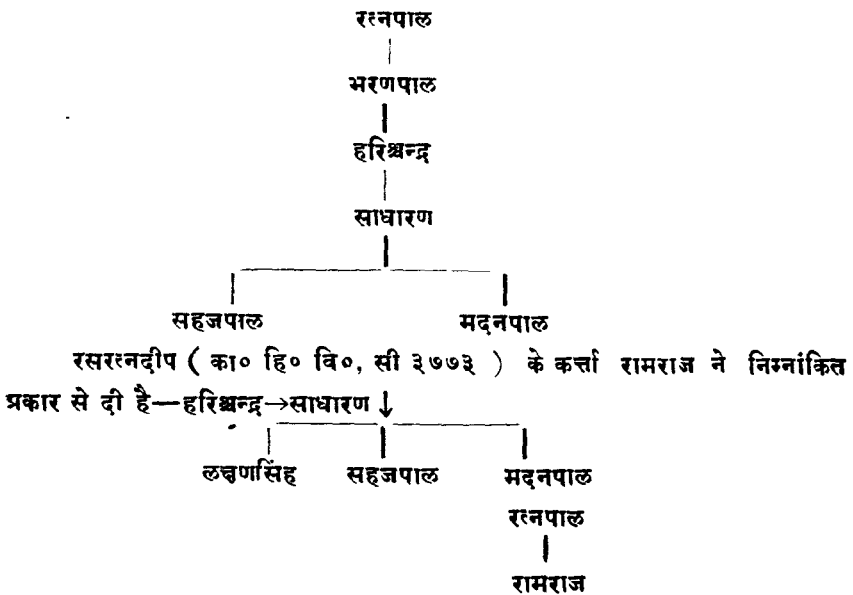 रत्नपाल
भरणपाल
हरिश्चन्द्र
साधारण
सहजपाल मदनपाल
रसरत्नदीप ( का० हि० वि०, सी ३७७३ ) के कर्त्ता रामराज ने निम्नांकित
प्रकार से दी है—हरिश्चन्द्र→साधारण ↓
लक्ष्मणसिंह सहजपाल मदनपाल
रत्नपाल
रामराज